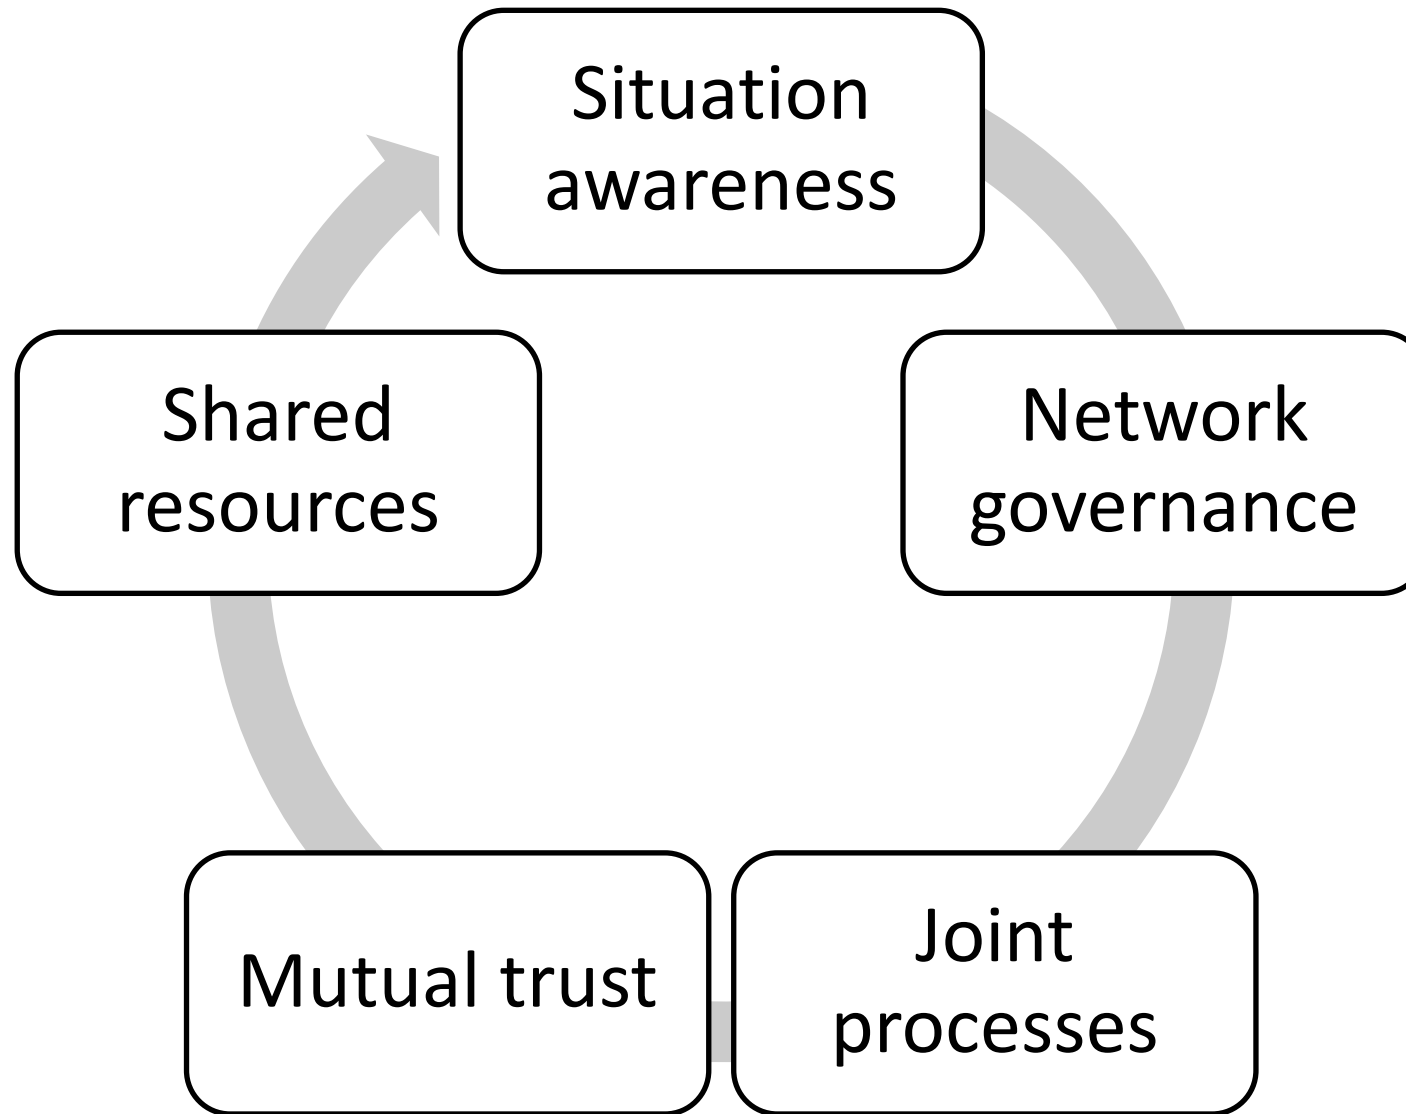 Situation
awareness
Network
governance
Joint
processes
Mutual trust
Shared
resources